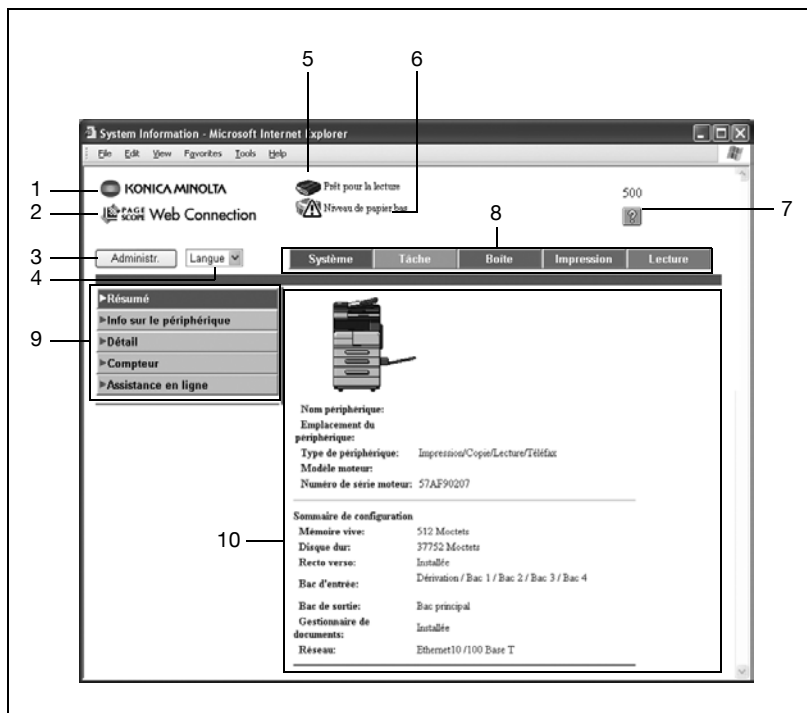 5 6
System Information - Microsoft Internet Explorer
File Edit View Favorites Tools Help
1 KONICA MINOLTA
Prêt pour la lecture
500
2 PAGE SCOPE Web Connection
Niveau de papier bas
7
8
3 Administr. Langue
4
Système Tâche Boîte Impression Lecture
9
Résumé
Info sur le périphérique
Détail
Compteur
Assistance en ligne
10
Nom périphérique:
Emplacement du
périphérique:
Type de périphérique: Impression/Copie/Lecture/Téléfax
Modèle moteur:
Numéro de série moteur: 57AF90207
Sommaire de configuration
Mémoire vive: 512 Moctets
Disque dur: 37752 Moctets
Recto verso: Installée
Bac d'entrée: Dérivation / Bac 1 / Bac 2 / Bac 3 / Bac 4
Bac de sortie: Bac principal
Gestionnaire de
documents: Installée
Réseau: Ethernet10 /100 Base T